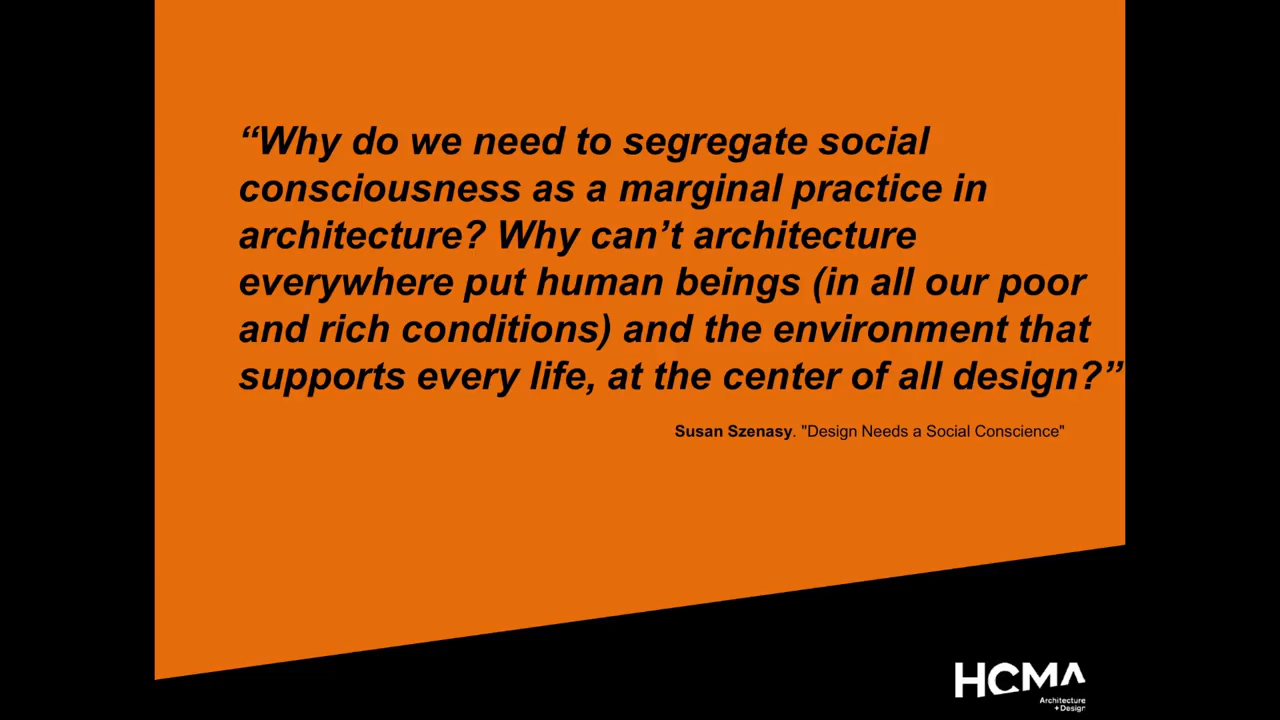 “Why do we need to segregate social
consciousness as a marginal practice in
architecture? Why can’t architecture
everywhere put human beings (in all our poor
and rich conditions) and the environment that
supports every life, at the center of all design?”
Susan Szenasy. "Design Needs a Social Conscience"
HCMA
Architecture
+Design